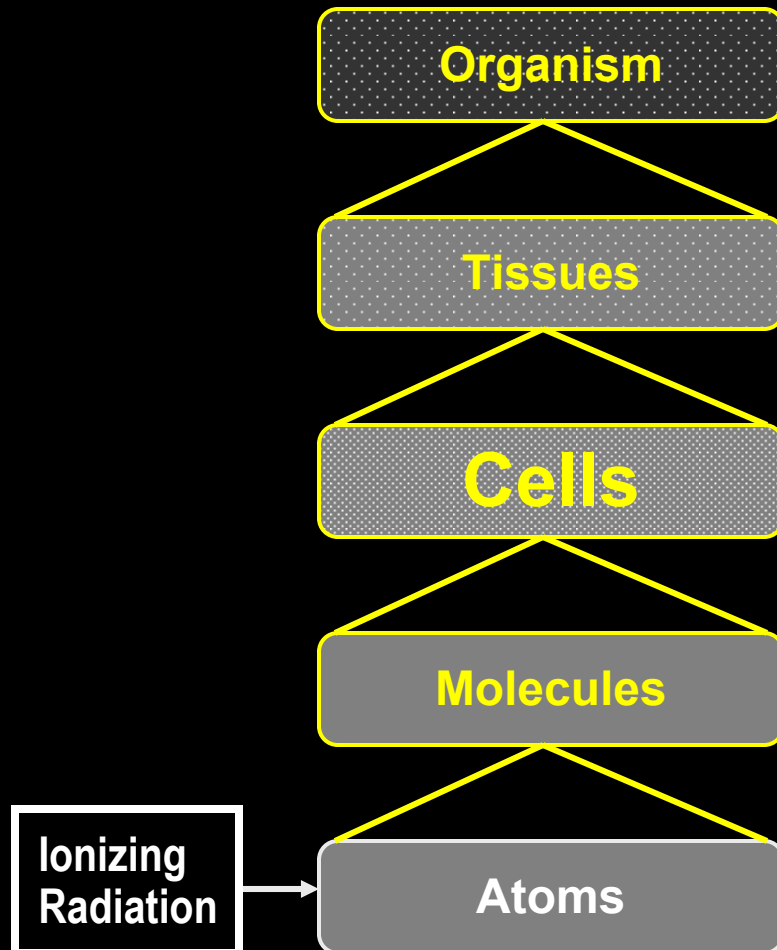 Organism
Tissues
Cells
Molecules
Ionizing
Radiation
Atoms